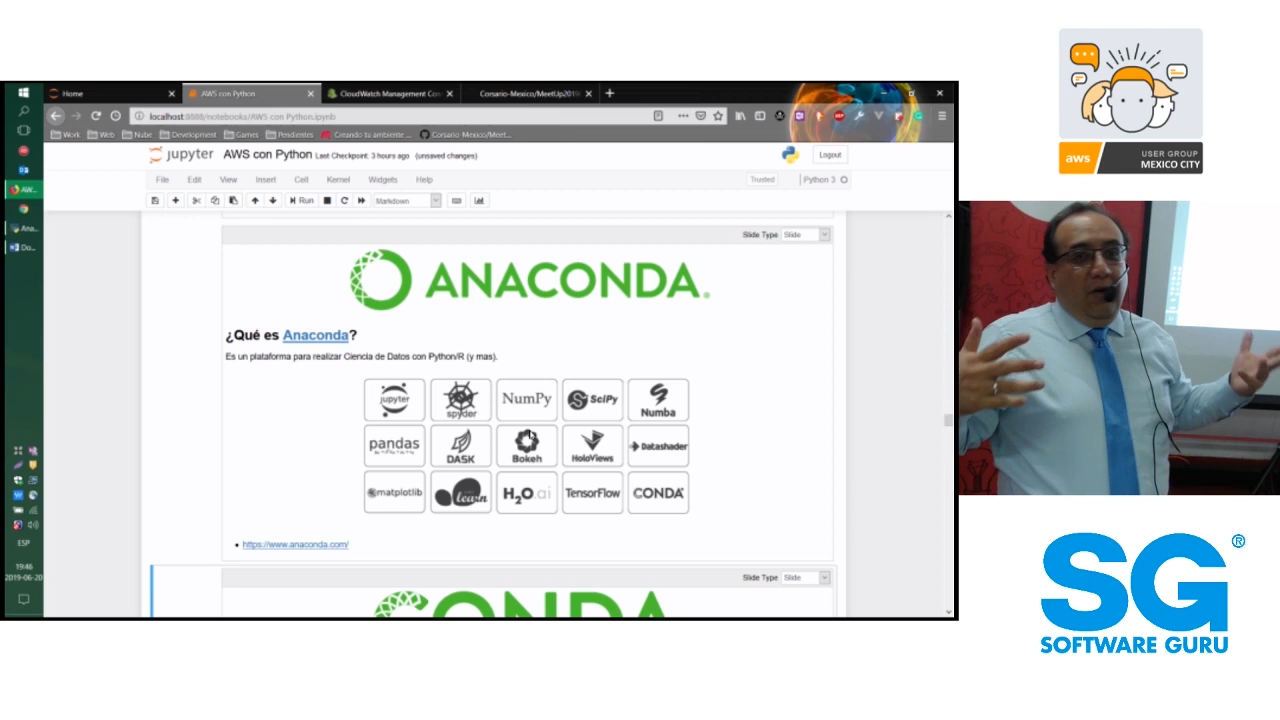 Home
AWS con Python
CloudWatch Management Con
Corsario-Mexico/MeetUp2019
localhost:8888/notebooks/AWS con Python.ipynb
Work
Web
Nube
Development
Games
Pendientes
Creando tu ambiente ...
Corsario-Mexico/Meet...
jupyter
AWS con Python Last Checkpoint: 3 hours ago (unsaved changes)
Logout
File Edit View Insert Cell Kernel Widgets Help
Trusted
Python 3
Run
Markdown
Slide Type Slide
ANACONDA®
¿Qué es Anaconda?
Es un plataforma para realizar Ciencia de Datos con Python/R (y mas).
jupyter spyder NumPy SciPy Numba
pandas DASK Bokeh HoloViews Datashader
matplotlib learn H2O.ai TensorFlow CONDA
https://www.anaconda.com/
Slide Type Slide
CONDA
AW...
Ana...
Do...
ESP
19:46
2019-06-20
aws
USER GROUP
MEXICO CITY
SG®
SOFTWARE GURU